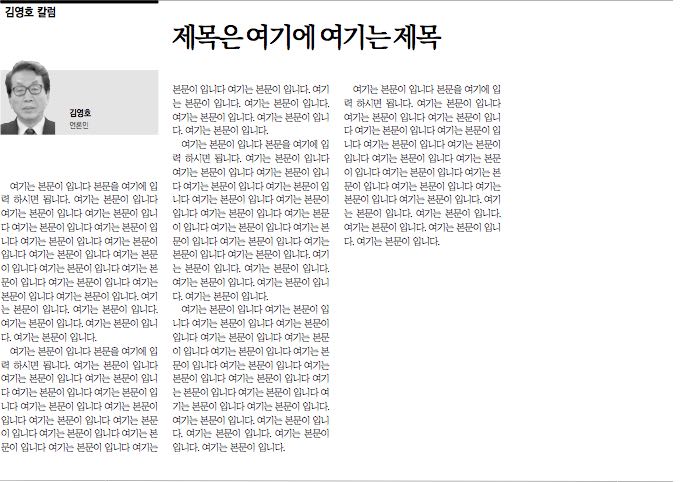 김영호 칼럼
제목은 여기에 여기는 제목
김영호
언론인
여기는 본문이 입니다 본문을 여기에 입
력 하시면 됩니다. 여기는 본문이 입니다
여기는 본문이 입니다 여기는 본문이 입니
다 여기는 본문이 입니다 여기는 본문이 입
니다 여기는 본문이 입니다 여기는 본문이
입니다 여기는 본문이 입니다 여기는 본문
이 입니다 여기는 본문이 입니다 여기는 본
문이 입니다 여기는 본문이 입니다 여기는
본문이 입니다 여기는 본문이 입니다. 여기
는 본문이 입니다. 여기는 본문이 입니다.
여기는 본문이 입니다. 여기는 본문이 입니
다. 여기는 본문이 입니다.
여기는 본문이 입니다 본문을 여기에 입
력 하시면 됩니다. 여기는 본문이 입니다
여기는 본문이 입니다 여기는 본문이 입니
다 여기는 본문이 입니다 여기는 본문이 입
니다 여기는 본문이 입니다 여기는 본문이
입니다 여기는 본문이 입니다 여기는 본문
이 입니다 여기는 본문이 입니다 여기는 본
문이 입니다 여기는 본문이 입니다 여기는
본문이 입니다 여기는 본문이 입니다. 여기
는 본문이 입니다. 여기는 본문이 입니다.
여기는 본문이 입니다. 여기는 본문이 입니
다. 여기는 본문이 입니다.
여기는 본문이 입니다 본문을 여기에 입
력 하시면 됩니다. 여기는 본문이 입니다
여기는 본문이 입니다 여기는 본문이 입니
다 여기는 본문이 입니다 여기는 본문이 입
니다 여기는 본문이 입니다 여기는 본문이
입니다 여기는 본문이 입니다 여기는 본문
이 입니다 여기는 본문이 입니다 여기는 본
문이 입니다 여기는 본문이 입니다 여기는
본문이 입니다 여기는 본문이 입니다. 여기
는 본문이 입니다. 여기는 본문이 입니다.
여기는 본문이 입니다. 여기는 본문이 입니
다. 여기는 본문이 입니다.
여기는 본문이 입니다 여기는 본문이 입
니다 여기는 본문이 입니다 여기는 본문이
입니다 여기는 본문이 입니다 여기는 본문
이 입니다 여기는 본문이 입니다 여기는 본
문이 입니다 여기는 본문이 입니다 여기는
본문이 입니다 여기는 본문이 입니다 여기
는 본문이 입니다 여기는 본문이 입니다 여
기는 본문이 입니다. 여기는 본문이 입니다.
여기는 본문이 입니다. 여기는 본문이 입니
다. 여기는 본문이 입니다. 여기는 본문이
입니다. 여기는 본문이 입니다.
여기는 본문이 입니다 본문을 여기에 입
력 하시면 됩니다. 여기는 본문이 입니다
여기는 본문이 입니다 여기는 본문이 입니
다 여기는 본문이 입니다 여기는 본문이 입
니다 여기는 본문이 입니다 여기는 본문이
입니다 여기는 본문이 입니다 여기는 본문
이 입니다 여기는 본문이 입니다 여기는 본
문이 입니다 여기는 본문이 입니다 여기는
본문이 입니다 여기는 본문이 입니다. 여기
는 본문이 입니다. 여기는 본문이 입니다.
여기는 본문이 입니다. 여기는 본문이 입니
다. 여기는 본문이 입니다.